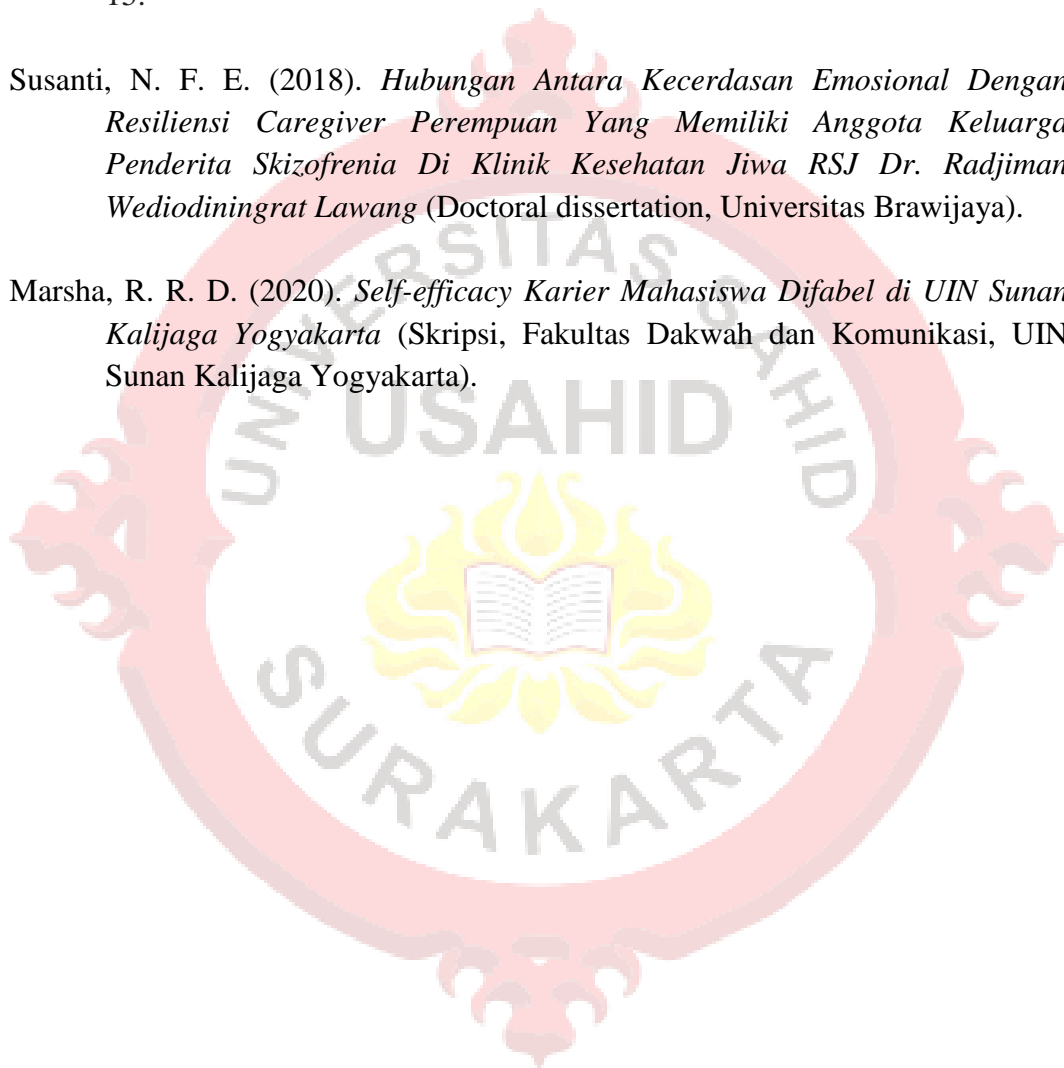 15.
Susanti, N. F. E. (2018). Hubungan Antara Kecerdasan Emosional Dengan
Resiliensi Caregiver Perempuan Yang Memiliki Anggota Keluarga
Penderita Skizofrenia Di Klinik Kesehatan Jiwa RSJ Dr. Radjiman
Wediodiningrat Lawang (Doctoral dissertation, Universitas Brawijaya).
Marsha, R. R. D. (2020). Self-efficacy Karier Mahasiswa Difabel di UIN Sunan
Kalijaga Yogyakarta (Skripsi, Fakultas Dakwah dan Komunikasi, UIN
Sunan Kalijaga Yogyakarta).
UNIVERSITAS SAHID
USAHID
SURAKARTA